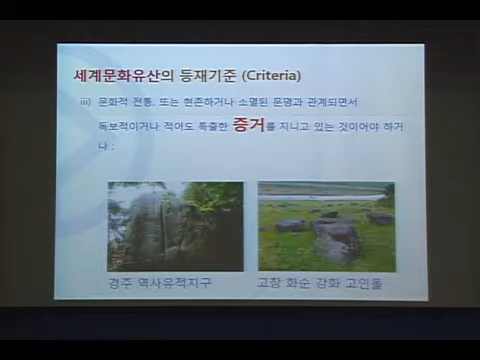 세계문화유산의 등재기준 (Criteria)
iii) 문화적 전통, 또는 현존하거나 소멸된 문명과 관계되면서
독보적이거나 적어도 특출한 증거를 지니고 있는 것이어야 하거
나 ;
경주 역사유적지구
고창 화순 강화 고인돌